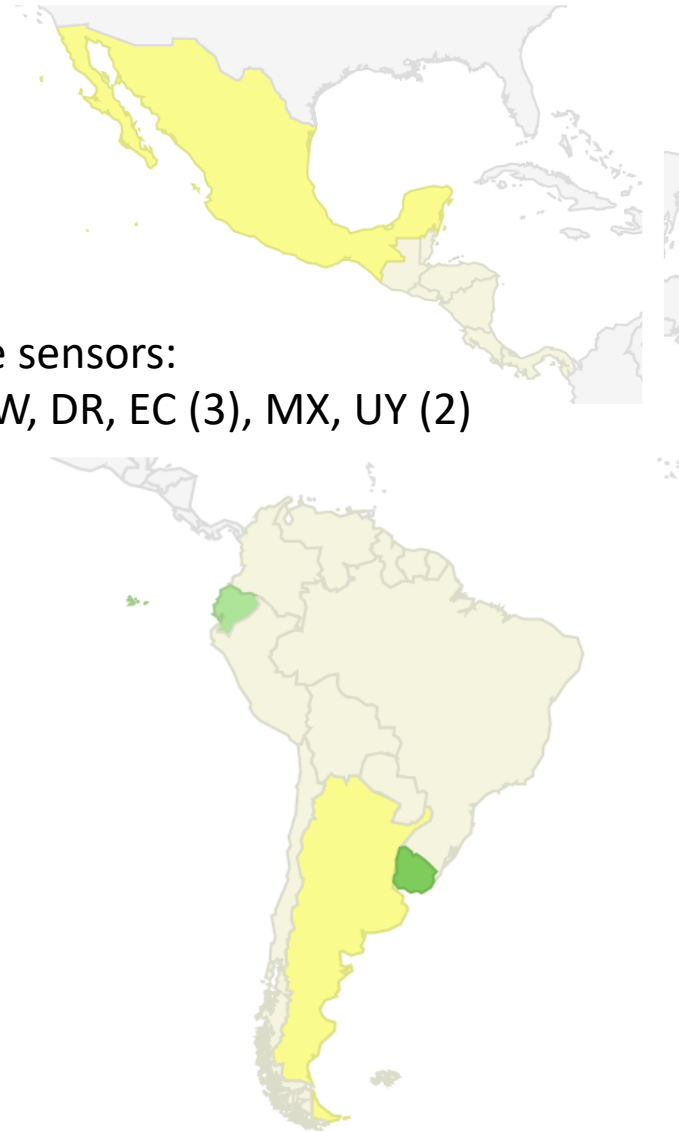 e sensors:
W, DR, EC (3), MX, UY (2)